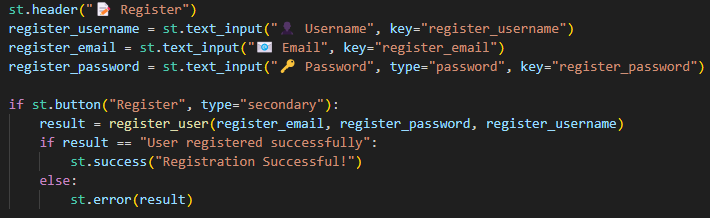 st.header("📝 Register")
register_username = st.text_input("👤 Username", key="register_username")
register_email = st.text_input("📧 Email", key="register_email")
register_password = st.text_input("🔑 Password", type="password", key="register_password")
if st.button("Register", type="secondary"):
    result = register_user(register_email, register_password, register_username)
    if result == "User registered successfully":
        st.success("Registration Successful!")
    else:
        st.error(result)